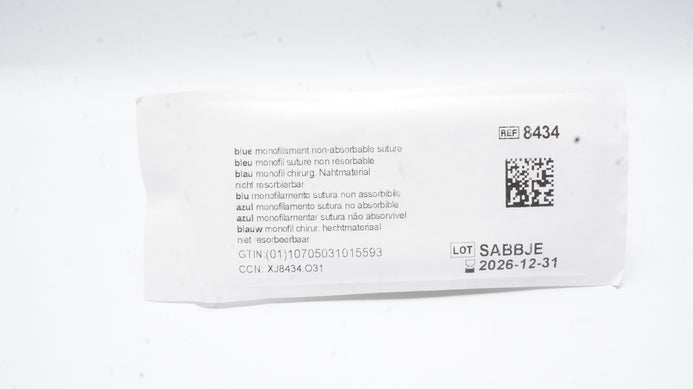 blue monofilament non-absorbable suture
bleu monofil suture non résorbable
blau monofil chirurg. Nahtmaterial
nicht resorbierbar
blu monofilamento sutura non assorbibile
azul monofilamento sutura no absorbible
azul monofilamentar sutura não absorvível
blauw monofil chirur. hechtmateriaal
niet resorbeerbaar
GTIN:(01)10705031015593
CCN: XJ8434.O31
REF 8434
LOT SABBJE
2026-12-31